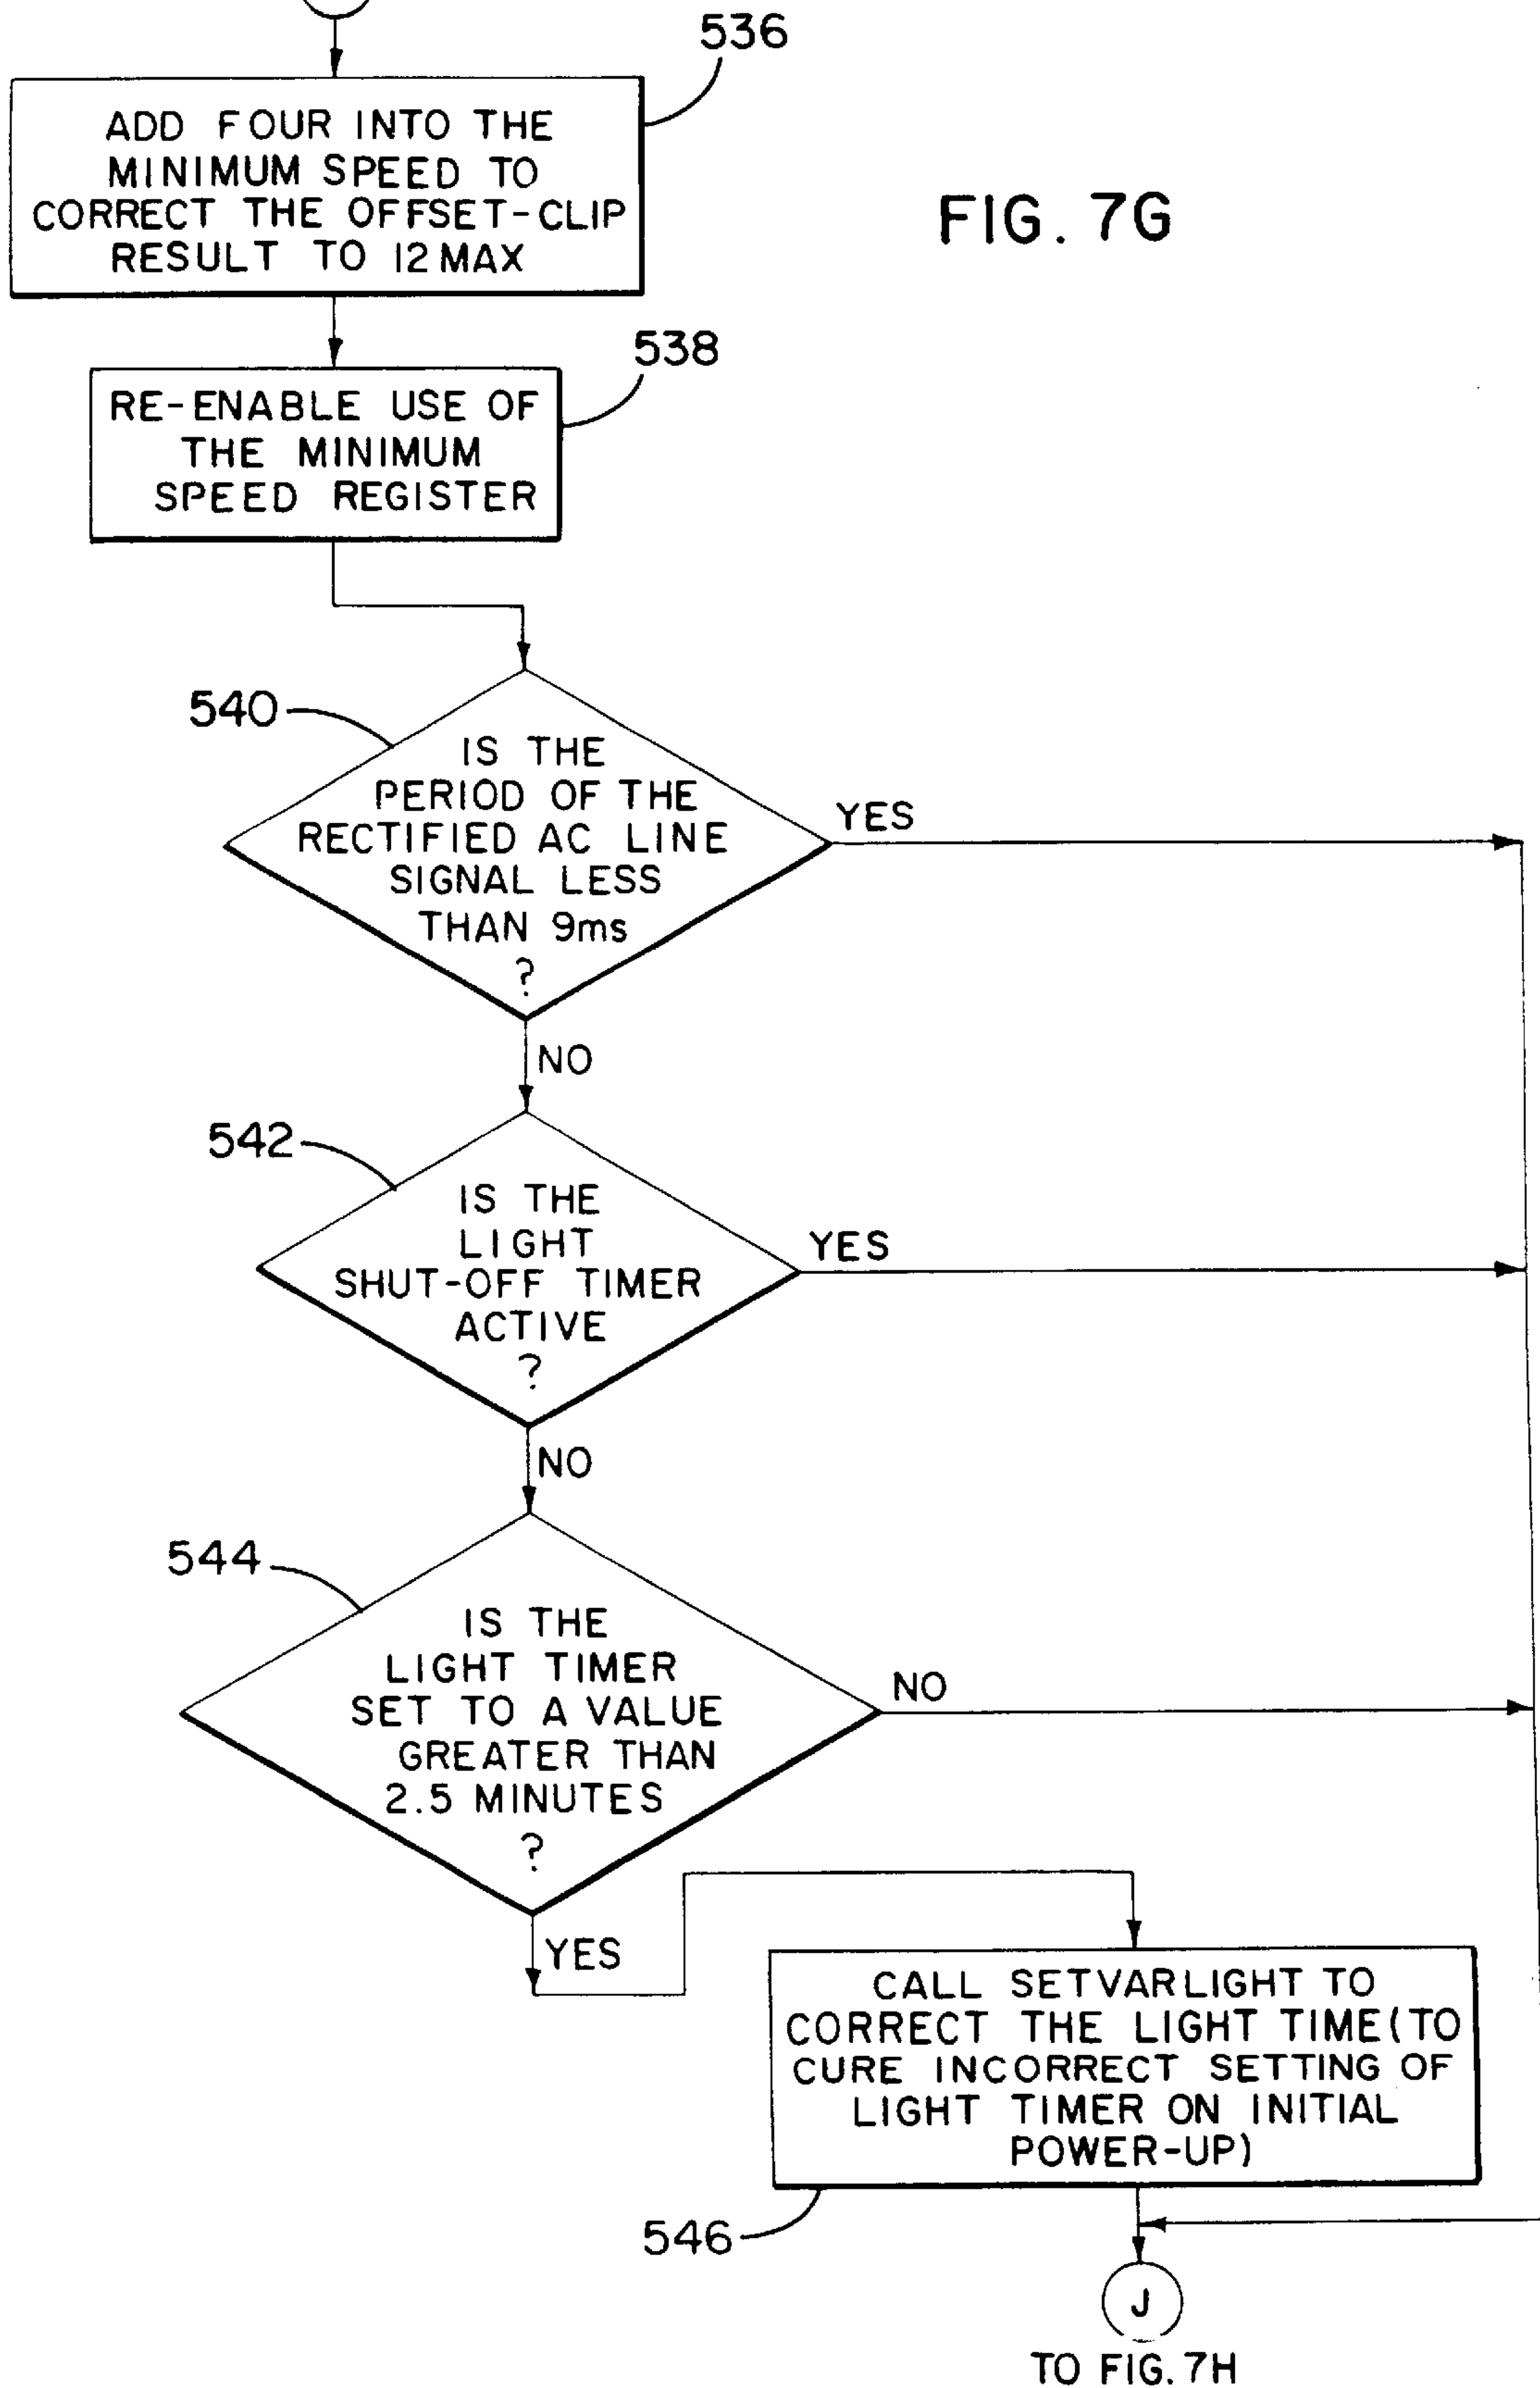 536
ADD FOUR INTO THE
MINIMUM SPEED TO
CORRECT THE OFFSET-CLIP
RESULT TO 12 MAX
FIG. 7G
538
RE-ENABLE USE OF
THE MINIMUM
SPEED REGISTER
540
IS THE
PERIOD OF THE
RECTIFIED AC LINE
SIGNAL LESS
THAN 9ms
?
YES
NO
542
IS THE
LIGHT
SHUT-OFF TIMER
ACTIVE
?
YES
NO
544
IS THE
LIGHT TIMER
SET TO A VALUE
GREATER THAN
2.5 MINUTES
?
NO
YES
CALL SETVARLIGHT TO
CORRECT THE LIGHT TIME(TO
CURE INCORRECT SETTING OF
LIGHT TIMER ON INITIAL
POWER-UP)
546
J
TO FIG. 7H